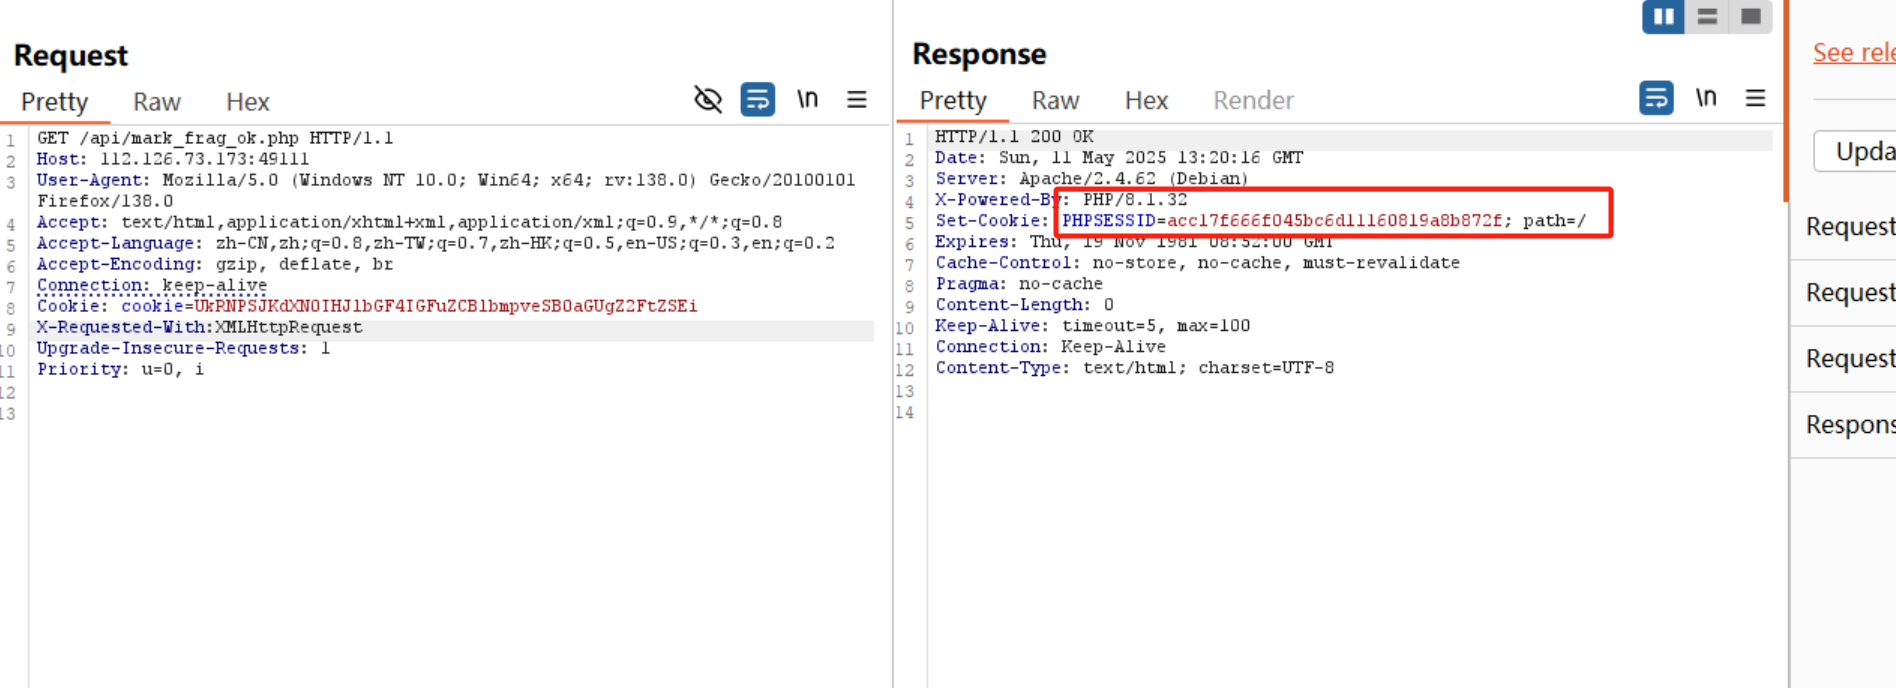 Request
Pretty Raw Hex \n
1 GET /api/mark_frag_ok.php HTTP/1.1
2 Host: 112.126.73.173:49111
3 User-Agent: Mozilla/5.0 (Windows NT 10.0; Win64; x64; rv:138.0) Gecko/20100101
Firefox/138.0
4 Accept: text/html,application/xhtml+xml,application/xml;q=0.9,*/*;q=0.8
5 Accept-Language: zh-CN,zh;q=0.8,zh-TW;q=0.7,zh-HK;q=0.5,en-US;q=0.3,en;q=0.2
6 Accept-Encoding: gzip, deflate, br
7 Connection: keep-alive
8 Cookie: cookie=UkRNPSJKdXN0IHJlbGF4IGFuZCBlbmpveSB0aGUgZ2FtZSEi
9 X-Requested-With:XMLHttpRequest
10 Upgrade-Insecure-Requests: 1
11 Priority: u=0, i
12
13
Response
Pretty Raw Hex Render \n
1 HTTP/1.1 200 OK
2 Date: Sun, 11 May 2025 13:20:16 GMT
3 Server: Apache/2.4.62 (Debian)
4 X-Powered-By: PHP/8.1.32
5 Set-Cookie: PHPSESSID=acc17f666f045bc6d11160819a8b872f; path=/
6 Expires: Thu, 19 Nov 1981 08:52:00 GMT
7 Cache-Control: no-store, no-cache, must-revalidate
8 Pragma: no-cache
9 Content-Length: 0
10 Keep-Alive: timeout=5, max=100
11 Connection: Keep-Alive
12 Content-Type: text/html; charset=UTF-8
13
14
See rele
Upda
Request
Request
Request
Respons